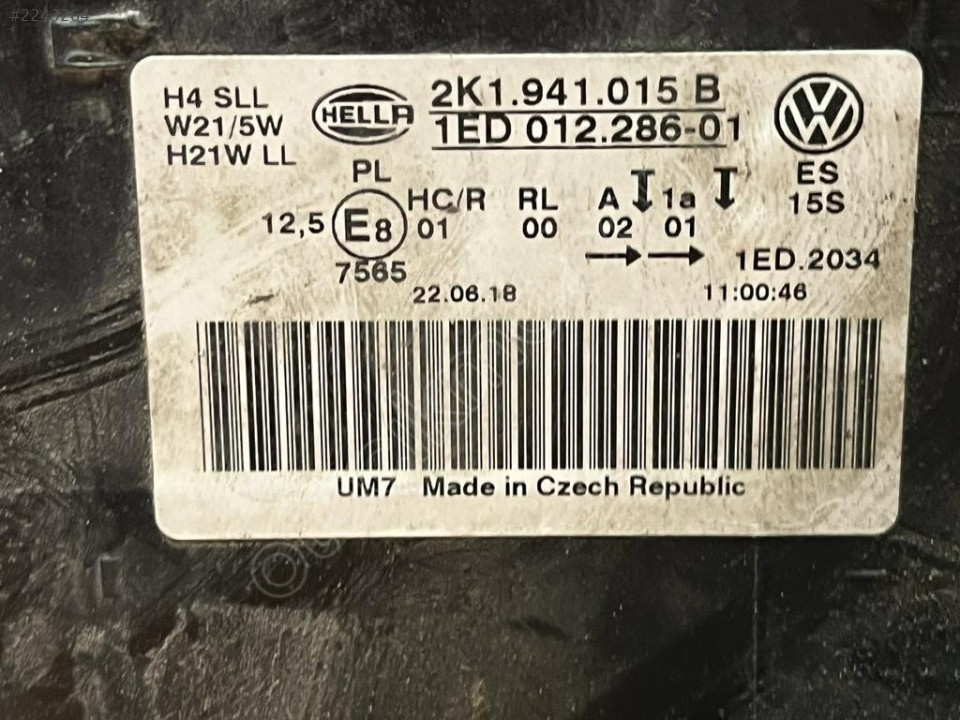 #2243264
H4 SLL
W21/5W
H21W LL
HELLA
2K1.941.015 B
1ED 012.286-01
ES
15S
PL
HC/R RL A 1a
12,5 E8 01 00 02 01
7565
1ED.2034
22.06.18 11:00:46
UM7 Made in Czech Republic